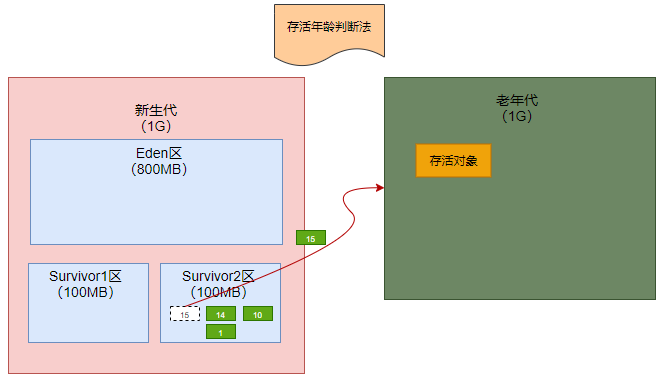 存活年龄判断法
新生代
（1G）
Eden区
（800MB）
15
Survivor1区
（100MB）
Survivor2区
（100MB）
15
14
10
1
老年代
（1G）
存活对象